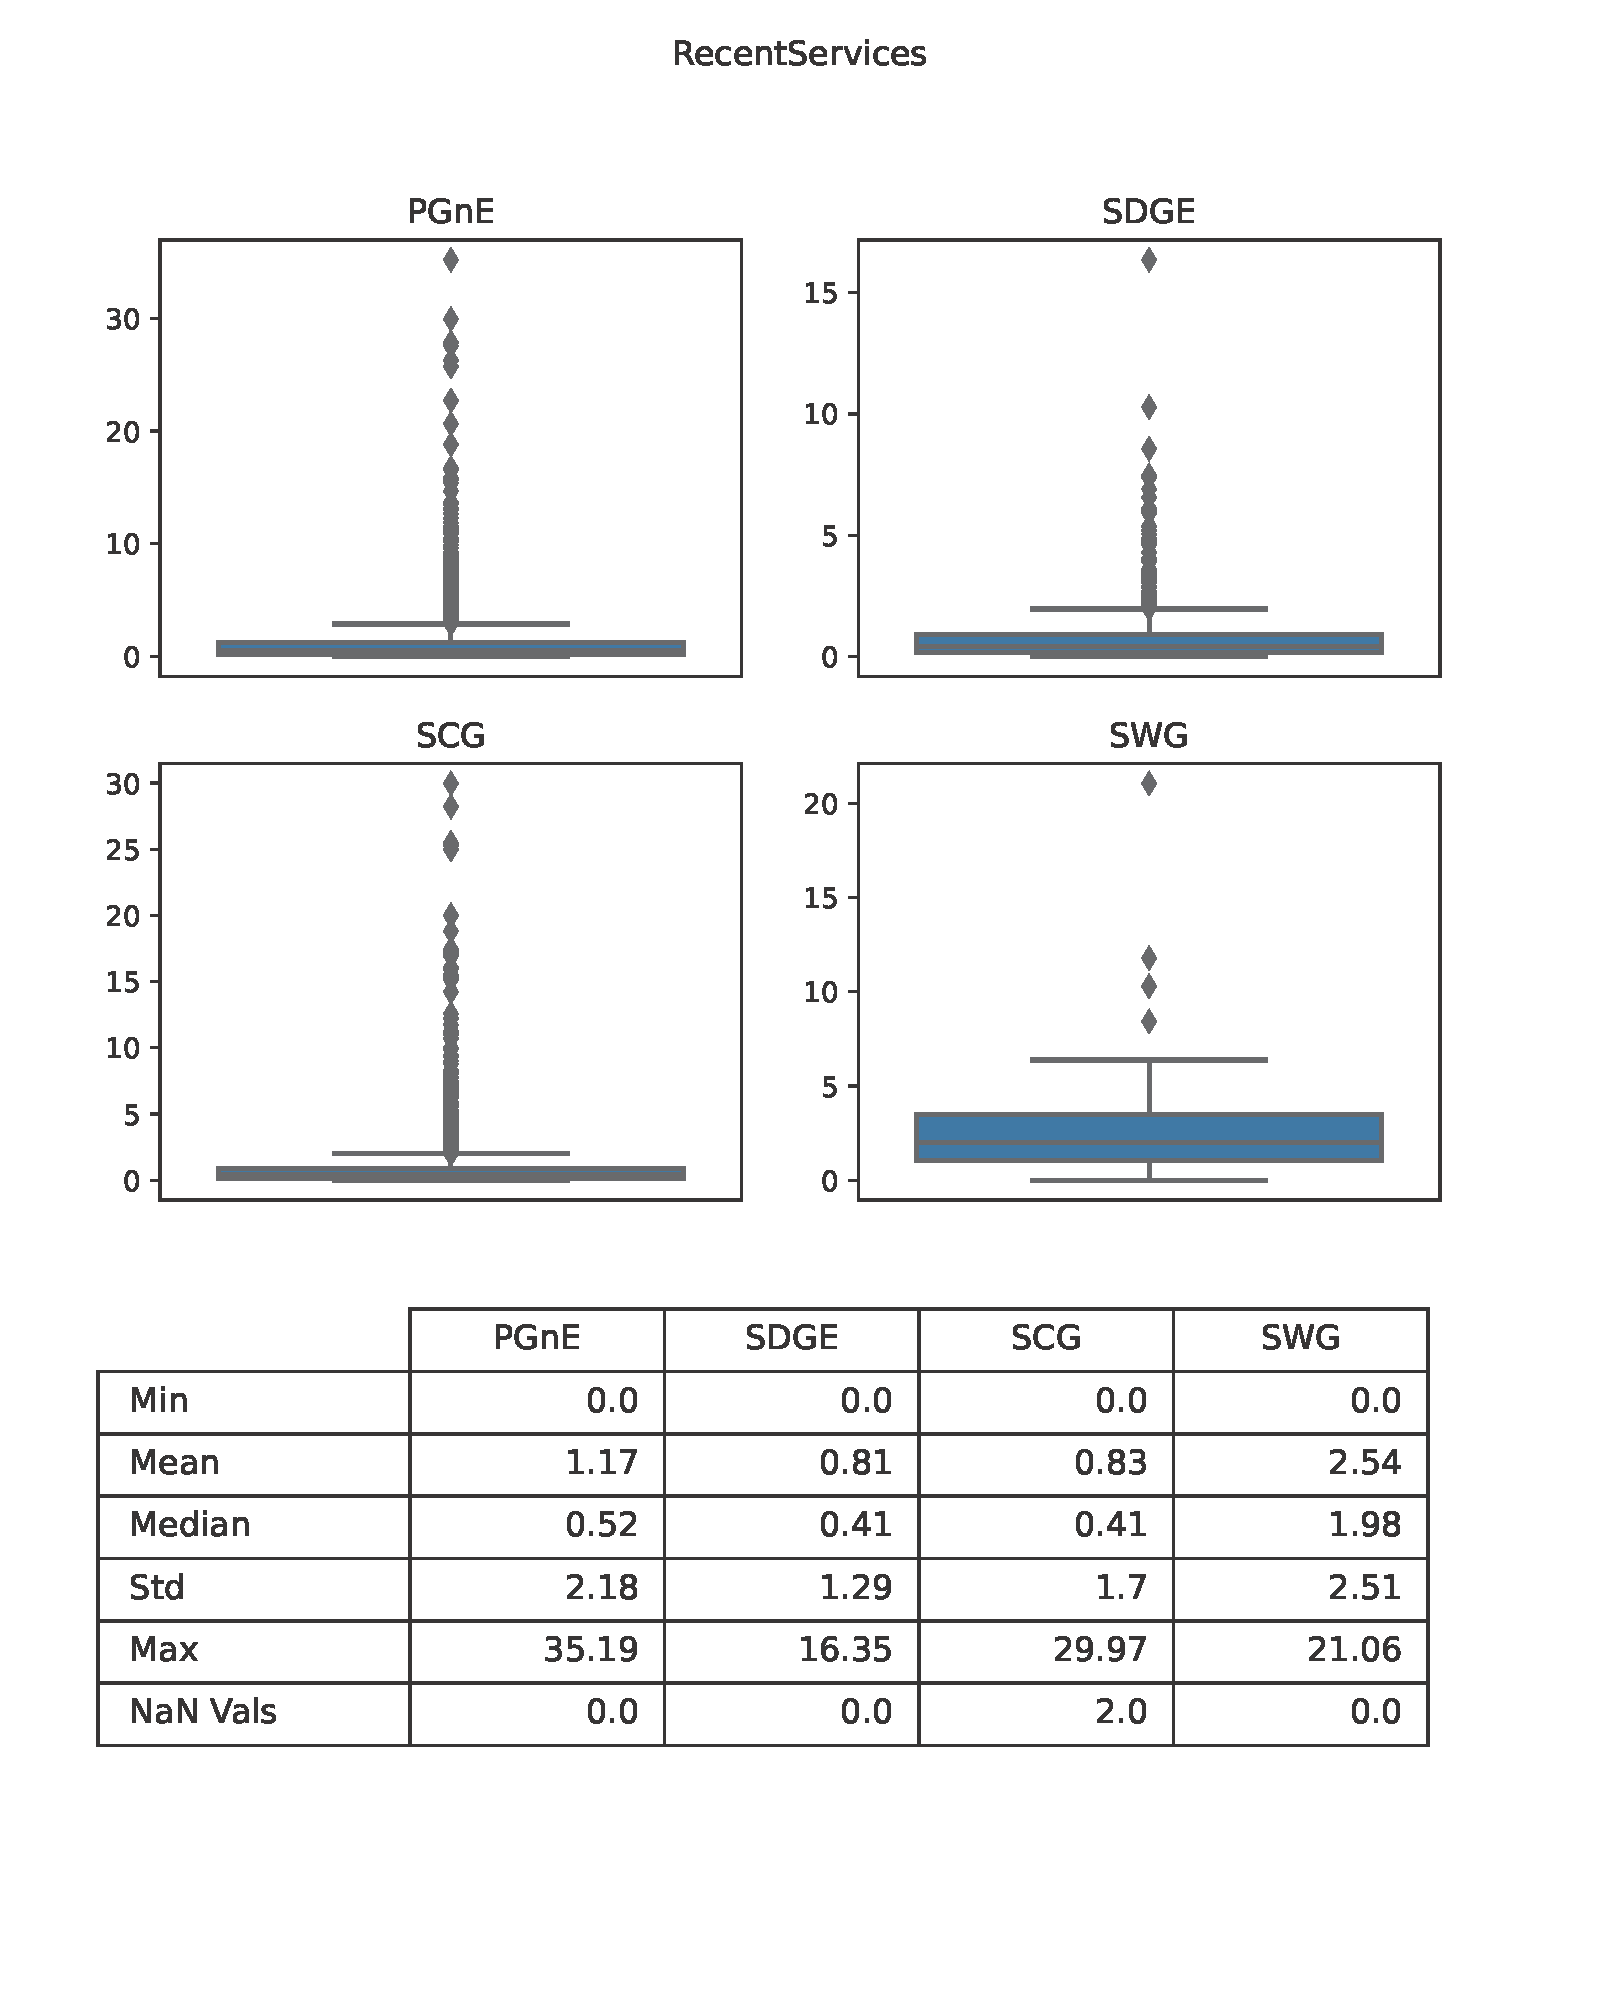 RecentServices
PGnE
30
20
10
0
SDGE
15
10
5
0
SCG
30
25
20
15
10
5
0
SWG
20
15
10
5
0
PGnE SDGE SCG SWG
Min 0.0 0.0 0.0 0.0
Mean 1.17 0.81 0.83 2.54
Median 0.52 0.41 0.41 1.98
Std 2.18 1.29 1.7 2.51
Max 35.19 16.35 29.97 21.06
NaN Vals 0.0 0.0 2.0 0.0